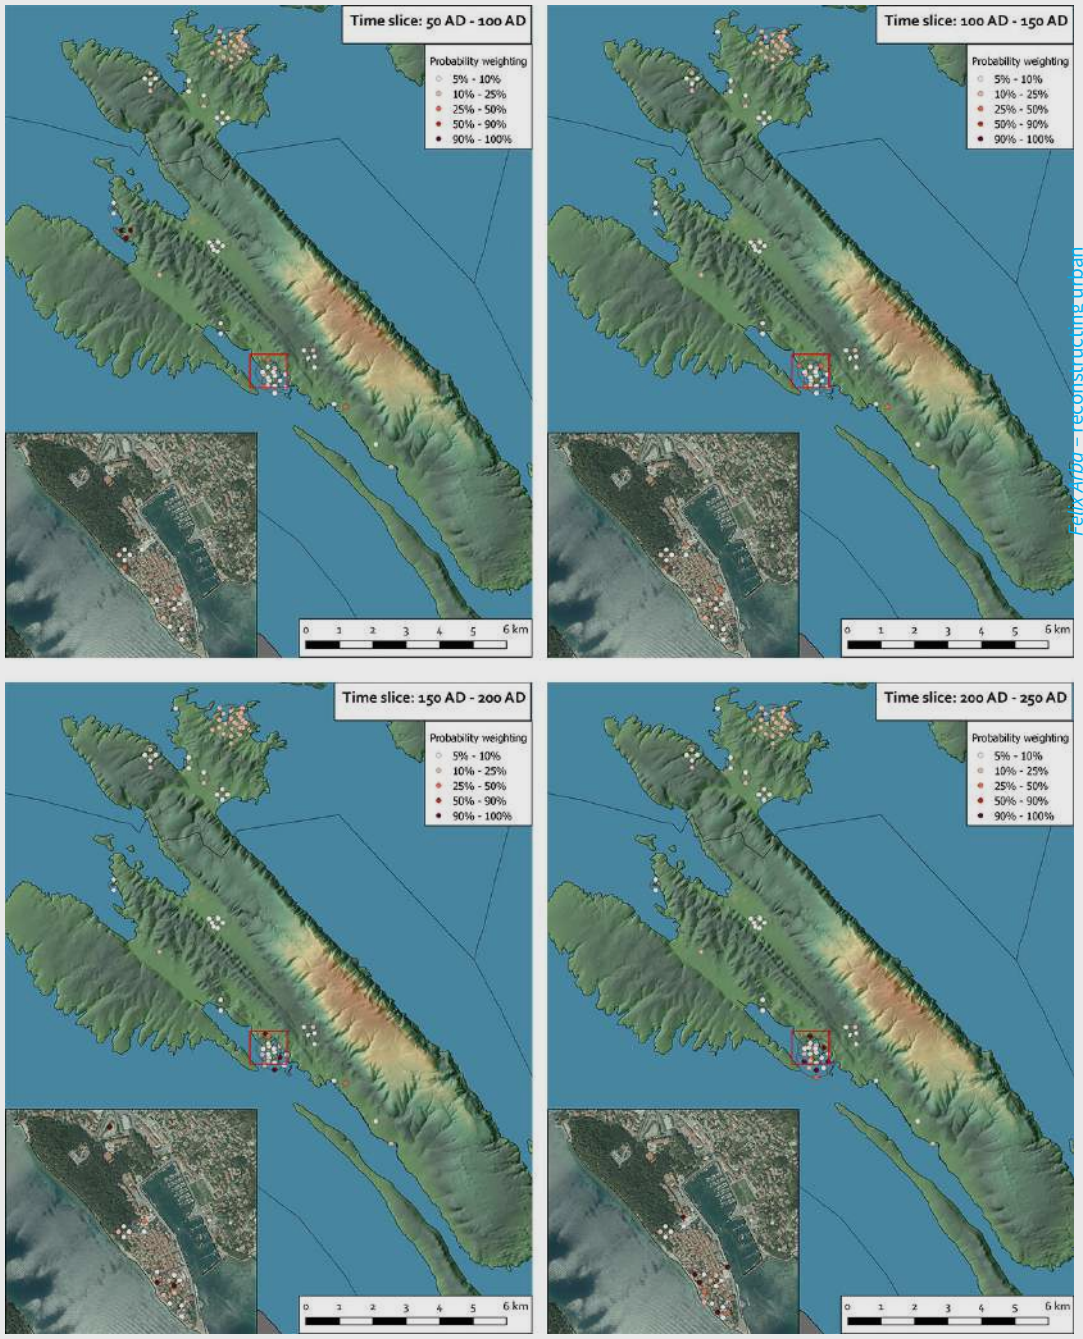 Time slice: 50 AD - 100 AD
Probability weighting
5% - 10%
10% - 25%
25% - 50%
50% - 90%
90% - 100%
0 1 2 3 4 5 6 km
Time slice: 100 AD - 150 AD
Probability weighting
5% - 10%
10% - 25%
25% - 50%
50% - 90%
90% - 100%
0 1 2 3 4 5 6 km
Felix Arba – reconstructing urban
Time slice: 150 AD - 200 AD
Probability weighting
5% - 10%
10% - 25%
25% - 50%
50% - 90%
90% - 100%
0 1 2 3 4 5 6 km
Time slice: 200 AD - 250 AD
Probability weighting
5% - 10%
10% - 25%
25% - 50%
50% - 90%
90% - 100%
0 1 2 3 4 5 6 km